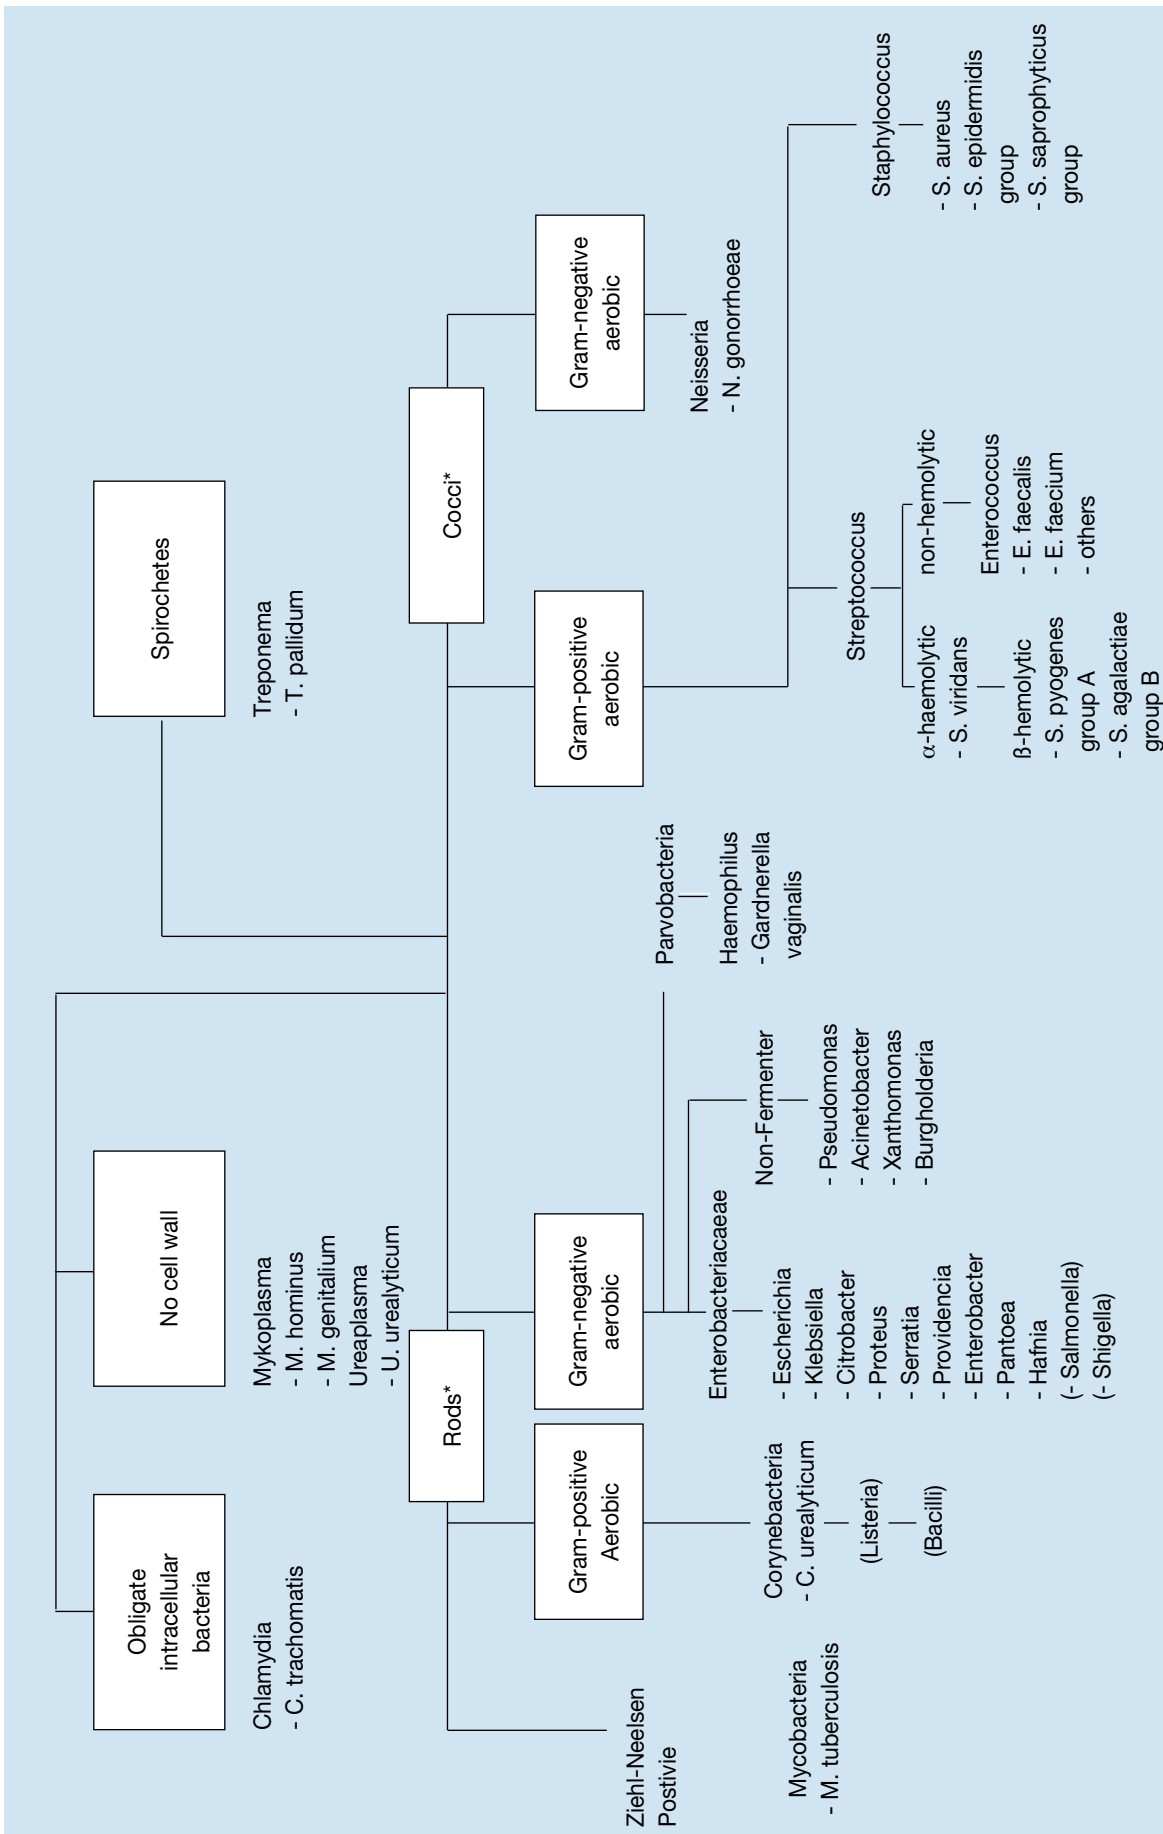 Obligate
intracellular
bacteria
Chlamydia
- C. trachomatis
No cell wall
Mykoplasma
- M. hominus
- M. genitalium
Ureaplasma
- U. urealyticum
Spirochetes
Treponema
- T. pallidum
Rods*
Cocci*
Ziehl-Neelsen
Postivie
Mycobacteria
- M. tuberculosis
Gram-positive
Aerobic
Corynebacteria
- C. urealyticum
(Listeria)
(Bacilli)
Gram-negative
aerobic
Enterobacteriacaeae
- Escherichia
- Klebsiella
- Citrobacter
- Proteus
- Serratia
- Providencia
- Enterobacter
- Pantoea
- Hafnia
(- Salmonella)
(- Shigella)
Non-Fermenter
- Pseudomonas
- Acinetobacter
- Xanthomonas
- Burgholderia
Parvobacteria
Haemophilus
- Gardnerella
vaginalis
Gram-positive
aerobic
Streptococcus
α-haemolytic
- S. viridans
ß-hemolytic
- S. pyogenes
group A
- S. agalactiae
group B
non-hemolytic
Enterococcus
- E. faecalis
- E. faecium
- others
Staphylococcus
- S. aureus
- S. epidermidis
group
- S. saprophyticus
group
Gram-negative
aerobic
Neisseria
- N. gonorrhoeae